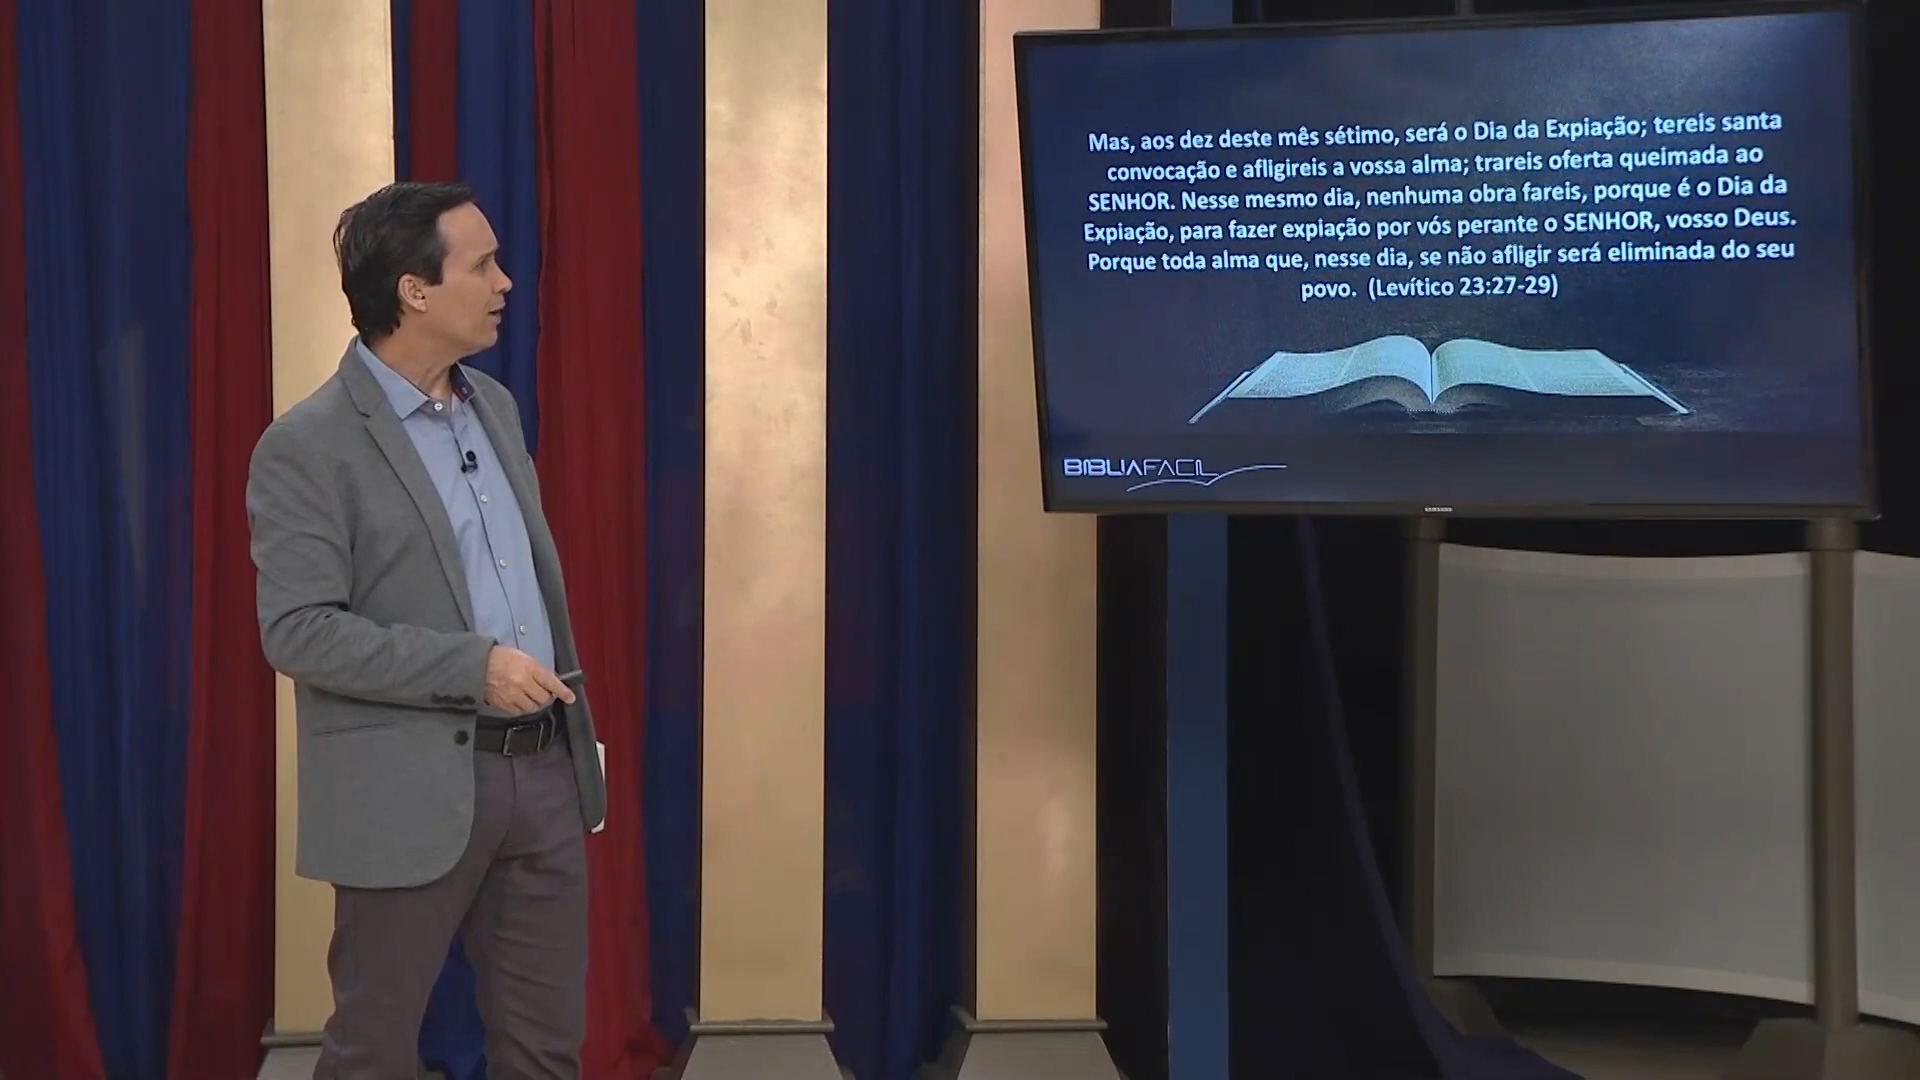 Mas, aos dez deste mês sétimo, será o Dia da Expiação; tereis santa
convocação e afligireis a vossa alma; trareis oferta queimada ao
SENHOR. Nesse mesmo dia, nenhuma obra fareis, porque é o Dia da
Expiação, para fazer expiação por vós perante o SENHOR, vosso Deus.
Porque toda alma que, nesse dia, se não afligir será eliminada do seu
povo. (Levítico 23:27-29)
BIBLIAFACIL
SAMSUNG